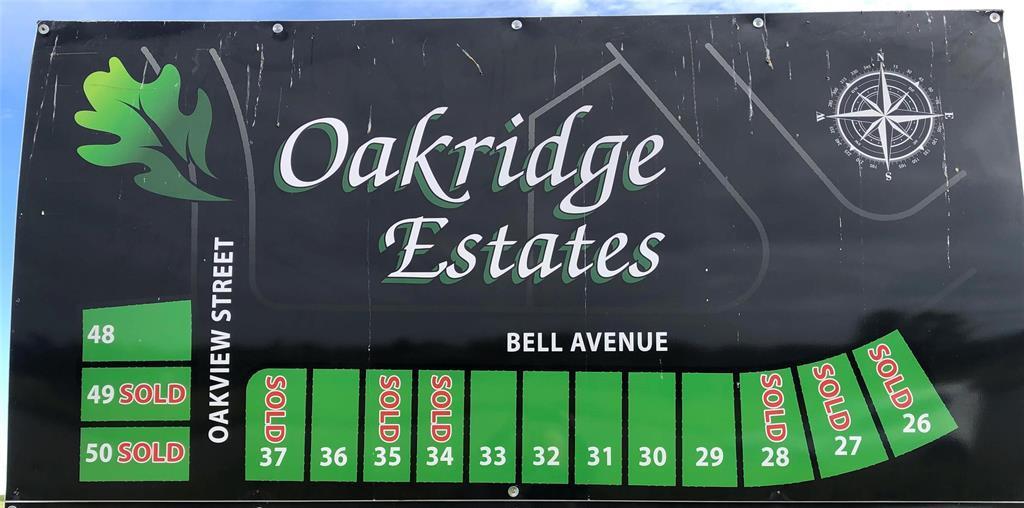 Oakridge
Estates
N
W
E
S
OAKVIEW STREET
BELL AVENUE
48
49 SOLD
50 SOLD
SOLD
37
36
SOLD
35
SOLD
34
33
32
31
30
29
SOLD
28
SOLD
27
SOLD
26